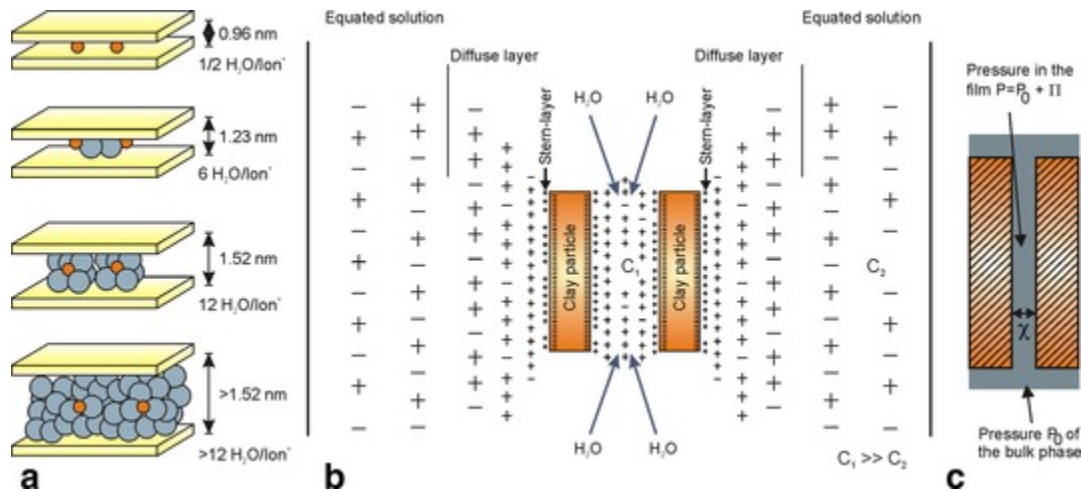 0.96 nm
1/2 H₂O/Ion⁺
1.23 nm
6 H₂O/Ion⁺
1.52 nm
12 H₂O/Ion⁺
>1.52 nm
>12 H₂O/Ion⁺
a
Equated solution
Equated solution
Diffuse layer
Diffuse layer
H₂O
H₂O
Stern-layer
Stern-layer
Clay particle
Clay particle
C₁
C₂
H₂O
H₂O
C₁ >> C₂
b
Pressure in the
film P=P₀ + Π
χ
Pressure P₀ of
the bulk phase
c